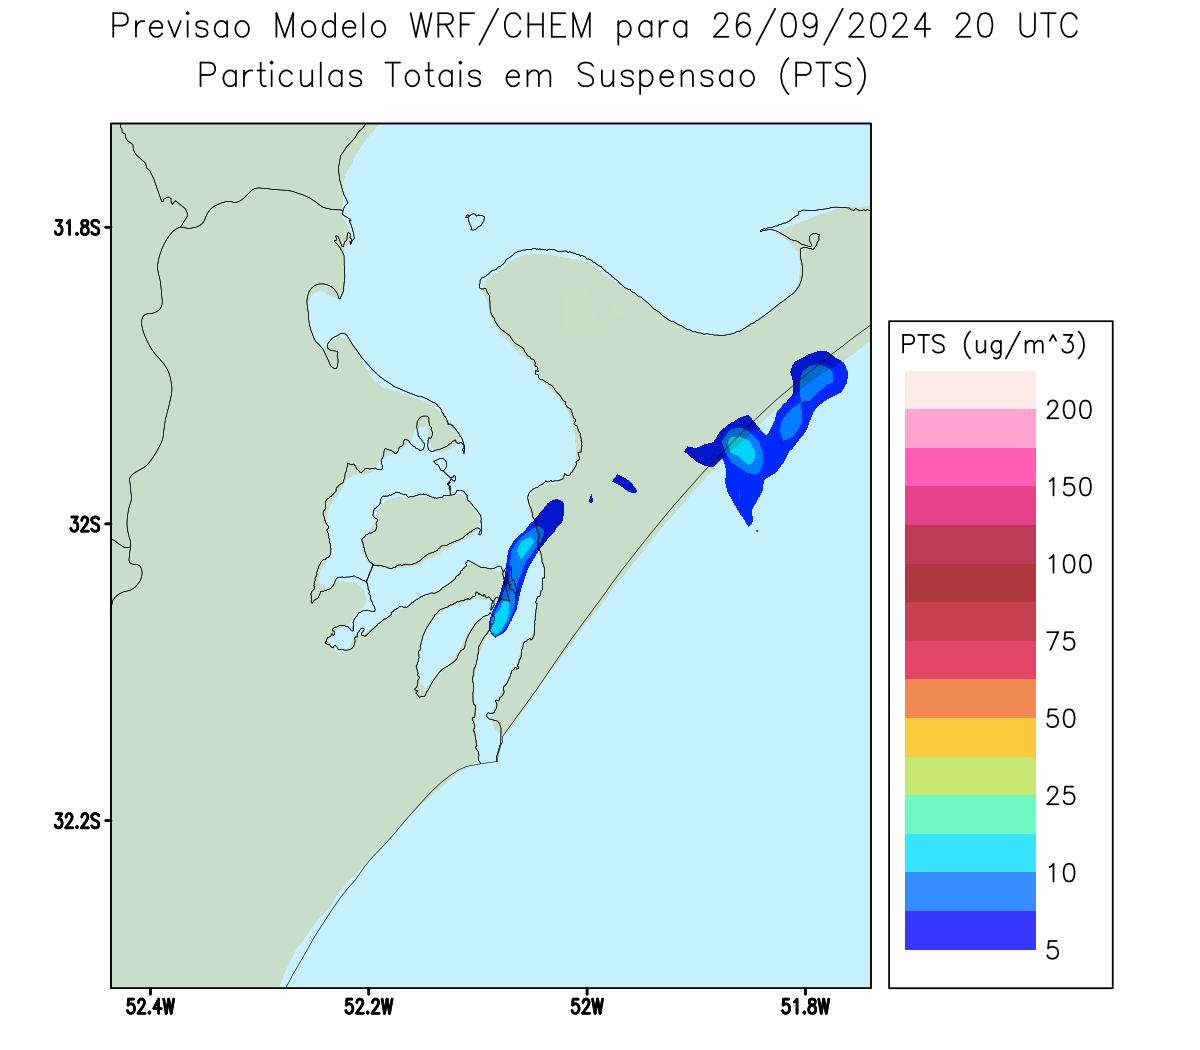 Previsao Modelo WRF/CHEM para 26/09/2024 20 UTC
Particulas Totais em Suspensao (PTS)
31.8S
32S
32.2S
52.4W 52.2W 52W 51.8W
PTS (ug/m^3)
200
150
100
75
50
25
10
5